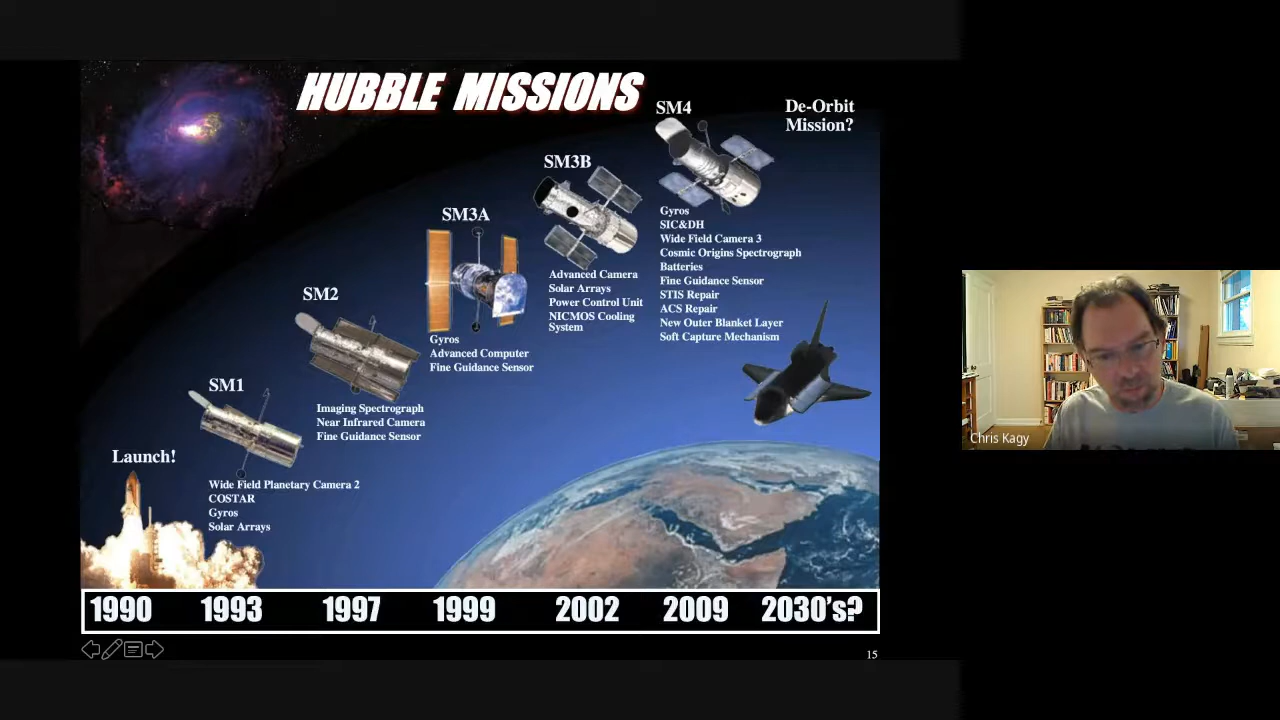 HUBBLE MISSIONS
Launch!
SM1
Wide Field Planetary Camera 2
COSTAR
Gyros
Solar Arrays
SM2
Imaging Spectrograph
Near Infrared Camera
Fine Guidance Sensor
SM3A
Gyros
Advanced Computer
Fine Guidance Sensor
SM3B
Advanced Camera
Solar Arrays
Power Control Unit
NICMOS Cooling
System
SM4
Gyros
SIC&DH
Wide Field Camera 3
Cosmic Origins Spectrograph
Batteries
Fine Guidance Sensor
STIS Repair
ACS Repair
New Outer Blanket Layer
Soft Capture Mechanism
De-Orbit
Mission?
1990 1993 1997 1999 2002 2009 2030's?
15
Chris Kagy